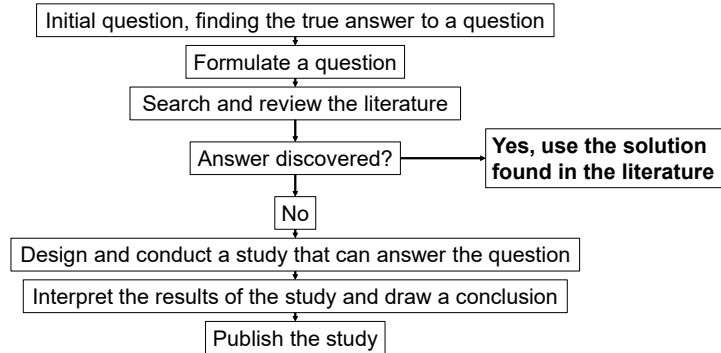 Initial question, finding the true answer to a question
Formulate a question
Search and review the literature
Answer discovered?
Yes, use the solution
found in the literature
No
Design and conduct a study that can answer the question
Interpret the results of the study and draw a conclusion
Publish the study